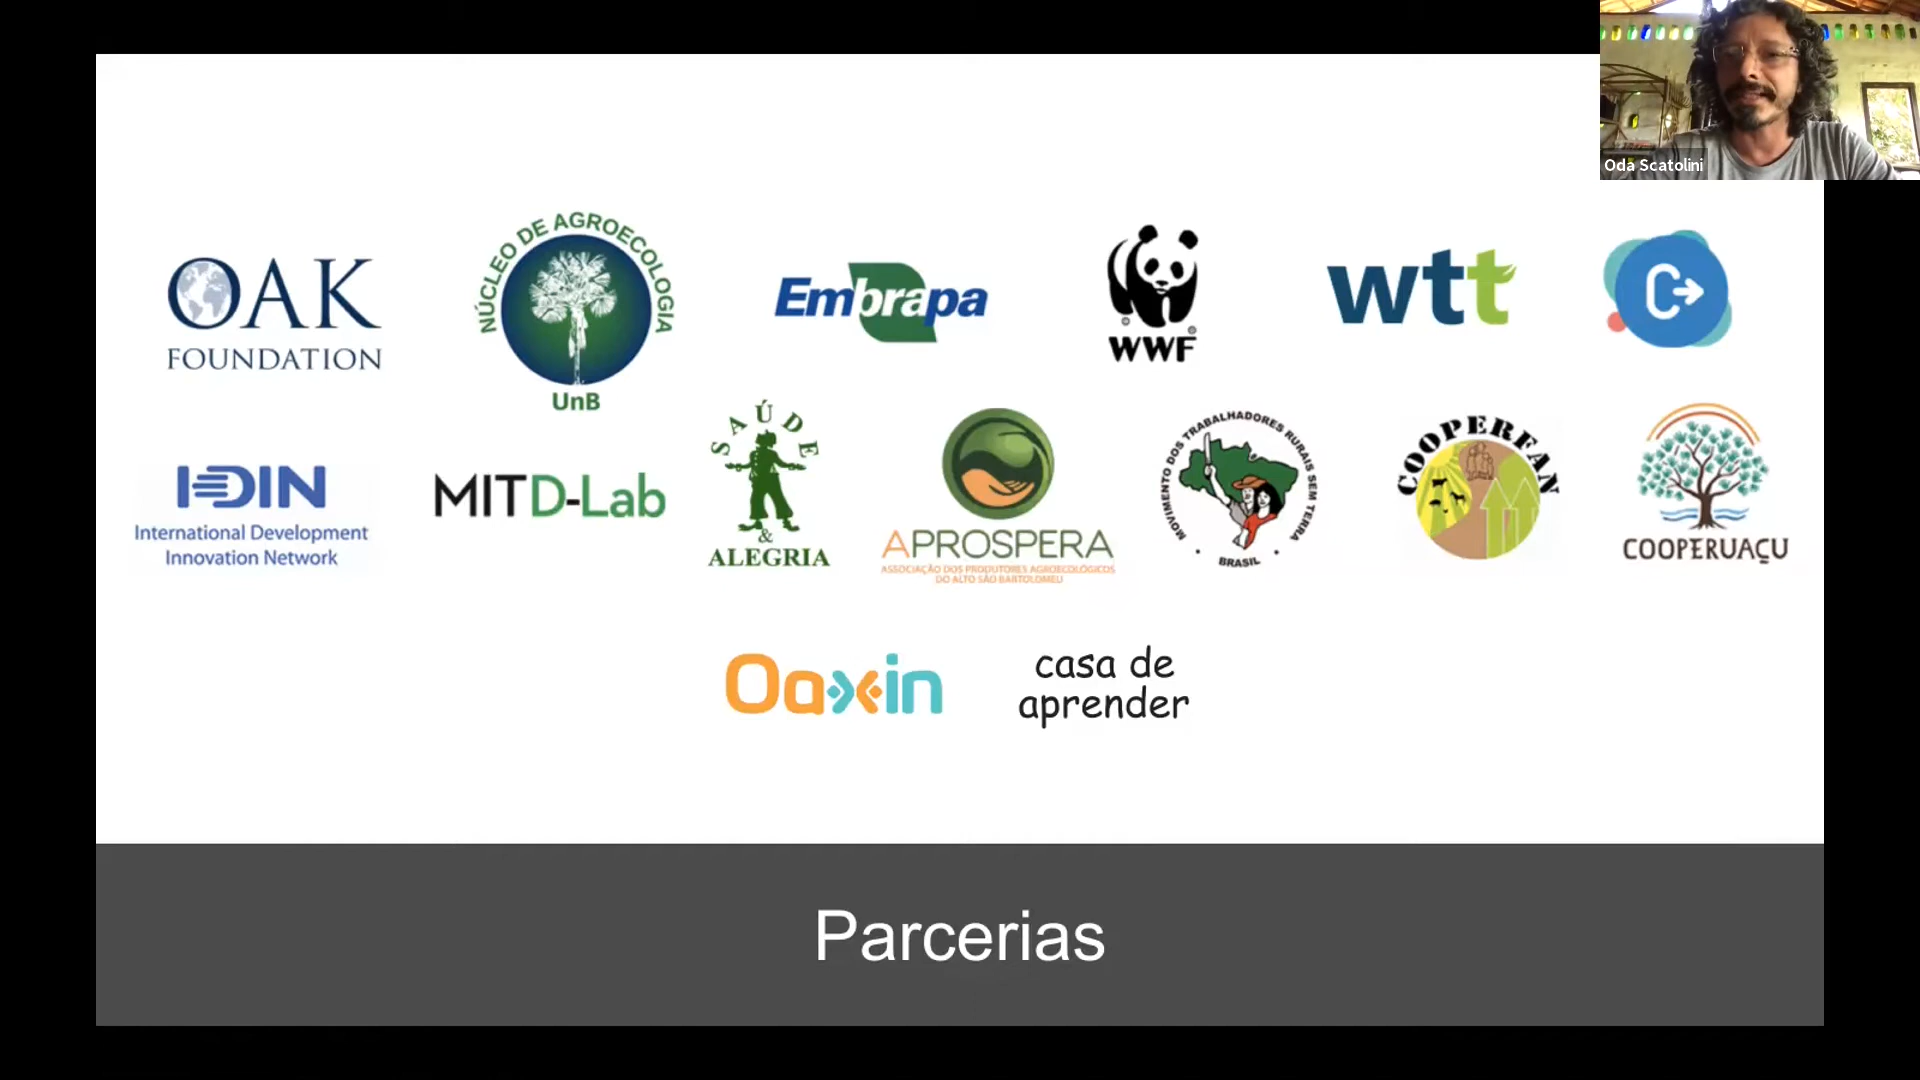 Oda Scatolini
OAK
FOUNDATION
NÚCLEO DE AGROECOLOGIA
UnB
Embrapa
WWF
wtt
C
IDIN
International Development
Innovation Network
MIT D-Lab
SAÚDE
&
ALEGRIA
APROSPERA
ASSOCIAÇÃO DOS PRODUTORES AGROECOLÓGICOS
DO ALTO SÃO BARTOLOMEU
MOVIMENTO DOS TRABALHADORES RURAIS SEM TERRA
BRASIL
COOPERFAN
COOPERUAÇU
Oaxin
casa de
aprender
Parcerias